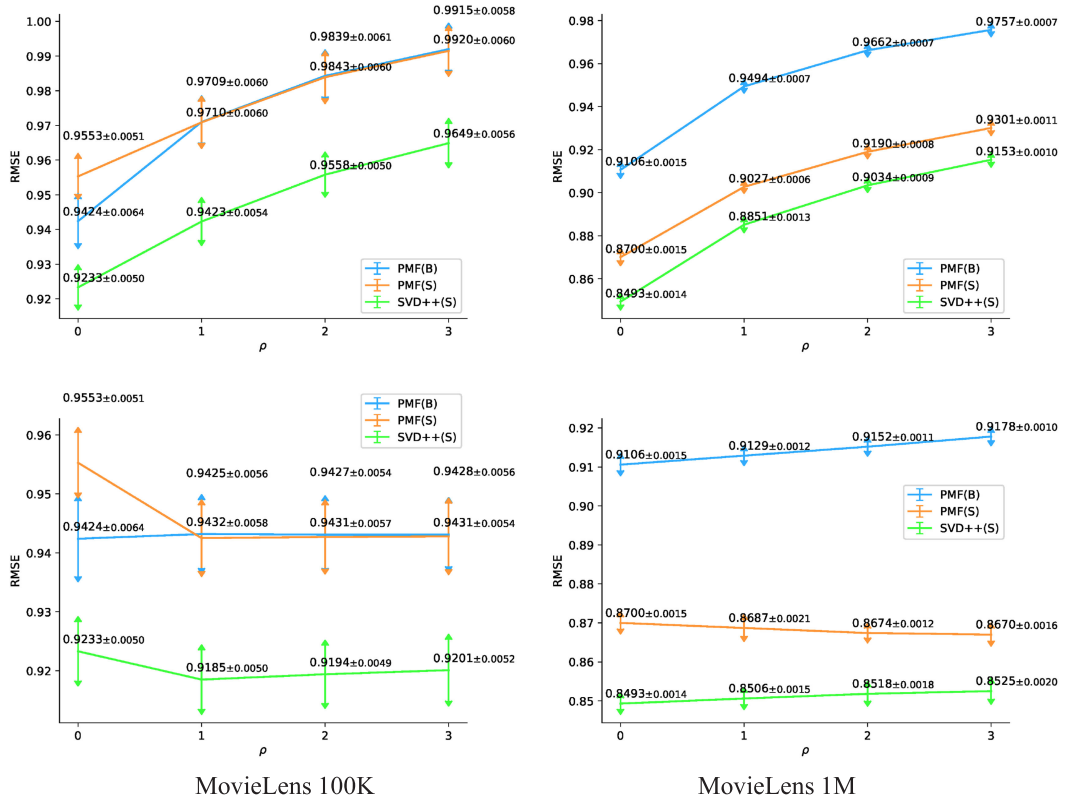 1.00
0.99
0.98
0.97
0.96
0.95
0.94
0.93
0.92
RMSE
0.9553±0.0051
0.9424±0.0064
0.9233±0.0050
0.9709±0.0060
0.9710±0.0060
0.9423±0.0054
0.9839±0.0061
0.9843±0.0060
0.9558±0.0050
0.9915±0.0058
0.9920±0.0060
0.9649±0.0056
PMF(B)
PMF(S)
SVD++(S)
0 1 2 3
ρ
0.98
0.96
0.94
0.92
0.90
0.88
0.86
RMSE
0.9106±0.0015
0.8700±0.0015
0.8493±0.0014
0.9494±0.0007
0.9027±0.0006
0.8851±0.0013
0.9662±0.0007
0.9190±0.0008
0.9034±0.0009
0.9757±0.0007
0.9301±0.0011
0.9153±0.0010
PMF(B)
PMF(S)
SVD++(S)
0 1 2 3
ρ
0.96
0.95
0.94
0.93
0.92
RMSE
0.9553±0.0051
0.9424±0.0064
0.9233±0.0050
0.9425±0.0056
0.9432±0.0058
0.9185±0.0050
0.9427±0.0054
0.9431±0.0057
0.9194±0.0049
0.9428±0.0056
0.9431±0.0054
0.9201±0.0052
PMF(B)
PMF(S)
SVD++(S)
0 1 2 3
ρ
MovieLens 100K
0.92
0.91
0.90
0.89
0.88
0.87
0.86
0.85
RMSE
0.9106±0.0015
0.8700±0.0015
0.8493±0.0014
0.9129±0.0012
0.8687±0.0021
0.8506±0.0015
0.9152±0.0011
0.8674±0.0012
0.8518±0.0018
0.9178±0.0010
0.8670±0.0016
0.8525±0.0020
PMF(B)
PMF(S)
SVD++(S)
0 1 2 3
ρ
MovieLens 1M